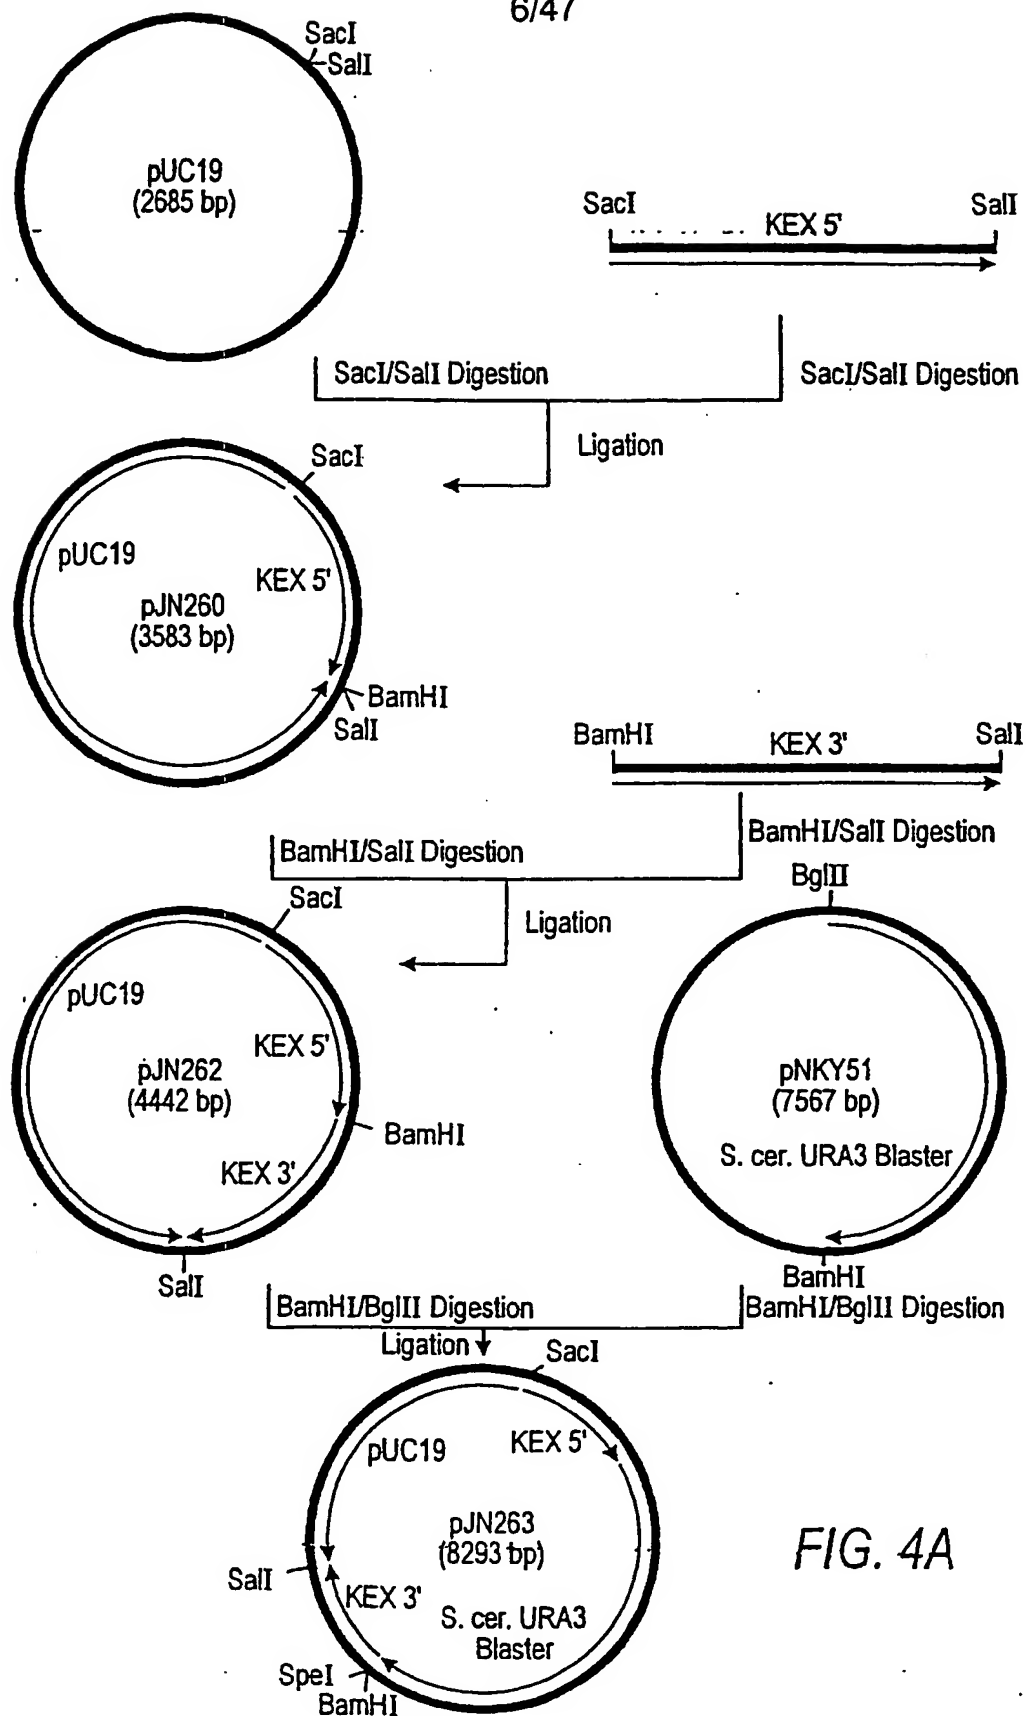 6/47
SacI
SalI
pUC19
(2685 bp)
SacI
SalI
KEX 5'
SacI/SalI Digestion
SacI/SalI Digestion
Ligation
SacI
pUC19
KEX 5'
pJN260
(3583 bp)
BamHI
SalI
BamHI
KEX 3'
SalI
BamHI/SalI Digestion
BamHI/SalI Digestion
BglII
SacI
Ligation
pUC19
KEX 5'
pJN262
(4442 bp)
BamHI
KEX 3'
SalI
pNKY51
(7567 bp)
S. cer. URA3 Blaster
BamHI
BamHI/BglII Digestion
BamHI/BglII Digestion
Ligation
SacI
pUC19
KEX 5'
pJN263
(8293 bp)
SalI
KEX 3'
S. cer. URA3
Blaster
SpeI
BamHI
FIG. 4A